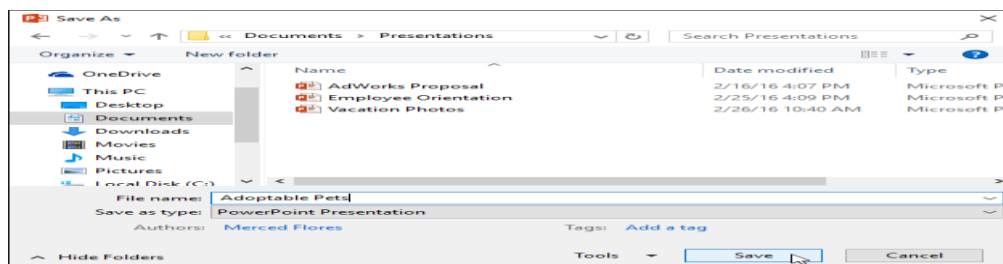 Save As
« Documents > Presentations Search Presentations
Organize New folder
OneDrive
This PC
Desktop
Documents
Downloads
Movies
Music
Pictures
Local Disk (C:)
Name Date modified Type
AdWorks Proposal 2/16/16 4:07 PM Microsoft P
Employee Orientation 2/25/16 4:09 PM Microsoft P
Vacation Photos 2/26/16 10:40 AM Microsoft P
File name: Adoptable Pets
Save as type: PowerPoint Presentation
Authors: Merced Flores Tags: Add a tag
Hide Folders Tools Save Cancel